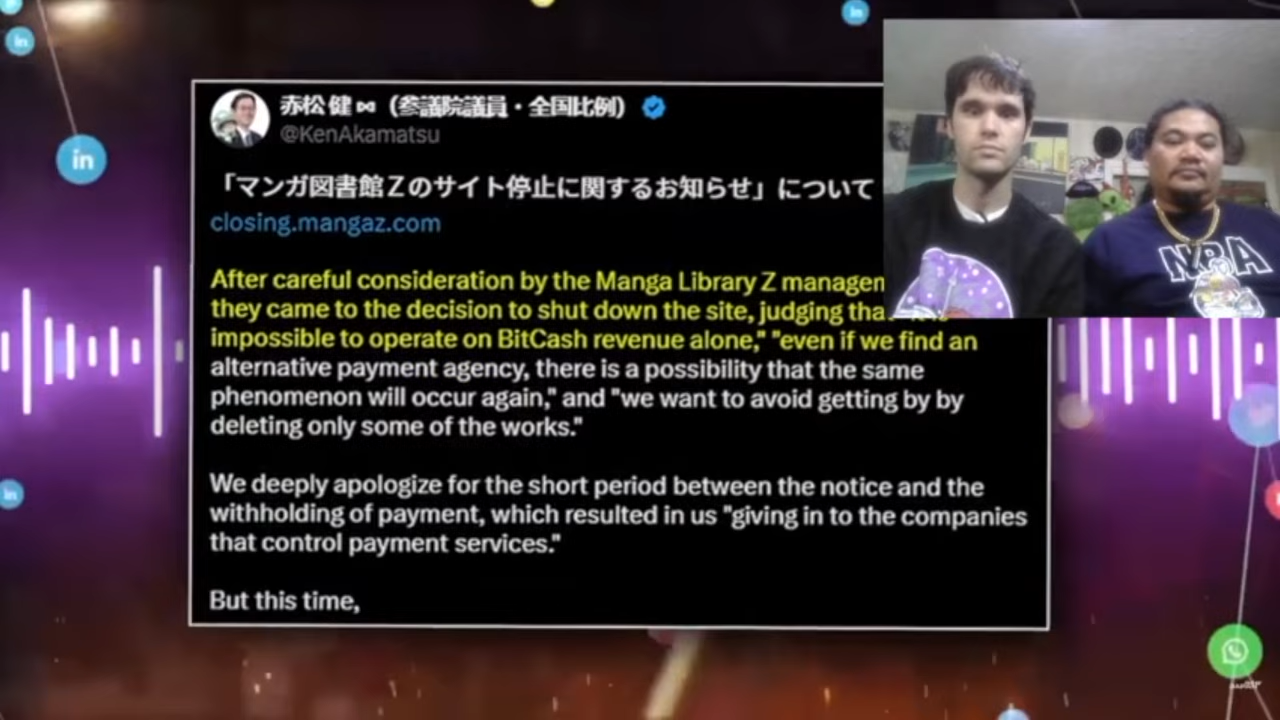 赤松 健 ⋈ (参議院議員・全国比例)
@KenAkamatsu
「マンガ図書館Zのサイト停止に関するお知らせ」について
closing.mangaz.com
After careful consideration by the Manga Library Z managem
they came to the decision to shut down the site, judging that "it is
impossible to operate on BitCash revenue alone," "even if we find an
alternative payment agency, there is a possibility that the same
phenomenon will occur again," and "we want to avoid getting by by
deleting only some of the works."
We deeply apologize for the short period between the notice and the
withholding of payment, which resulted in us "giving in to the companies
that control payment services."
But this time,
in
in
in
in
NBA